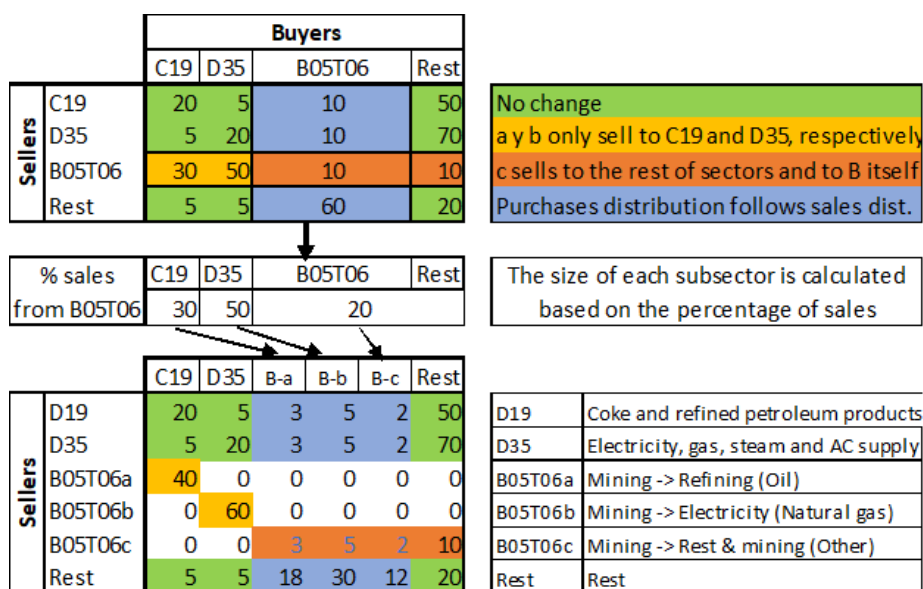 Buyers
C19 D35 B05T06 Rest
Sellers
C19 20 5 10 50
D35 5 20 10 70
B05T06 30 50 10 10
Rest 5 5 60 20
No change
a y b only sell to C19 and D35, respectively
c sells to the rest of sectors and to B itself
Purchases distribution follows sales dist.
% sales C19 D35 B05T06 Rest
from B05T06 30 50 20
The size of each subsector is calculated
based on the percentage of sales
C19 D35 B-a B-b B-c Rest
Sellers
D19 20 5 3 5 2 50
D35 5 20 3 5 2 70
B05T06a 40 0 0 0 0 0
B05T06b 0 60 0 0 0 0
B05T06c 0 0 3 5 2 10
Rest 5 5 18 30 12 20
D19 Coke and refined petroleum products
D35 Electricity, gas, steam and AC supply
B05T06a Mining -> Refining (Oil)
B05T06b Mining -> Electricity (Natural gas)
B05T06c Mining -> Rest & mining (Other)
Rest Rest